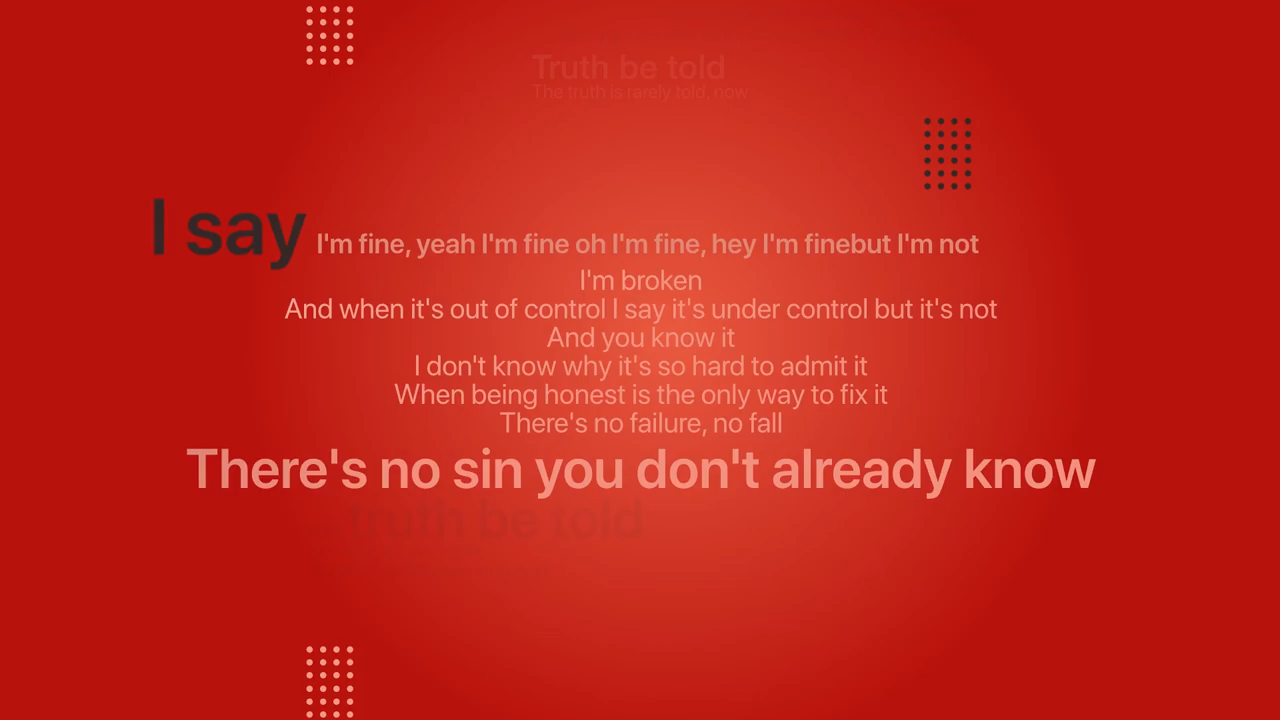 Truth be told
The truth is rarely told, now
I say I'm fine, yeah I'm fine oh I'm fine, hey I'm finebut I'm not
I'm broken
And when it's out of control I say it's under control but it's not
And you know it
I don't know why it's so hard to admit it
When being honest is the only way to fix it
There's no failure, no fall
There's no sin you don't already know
truth be told